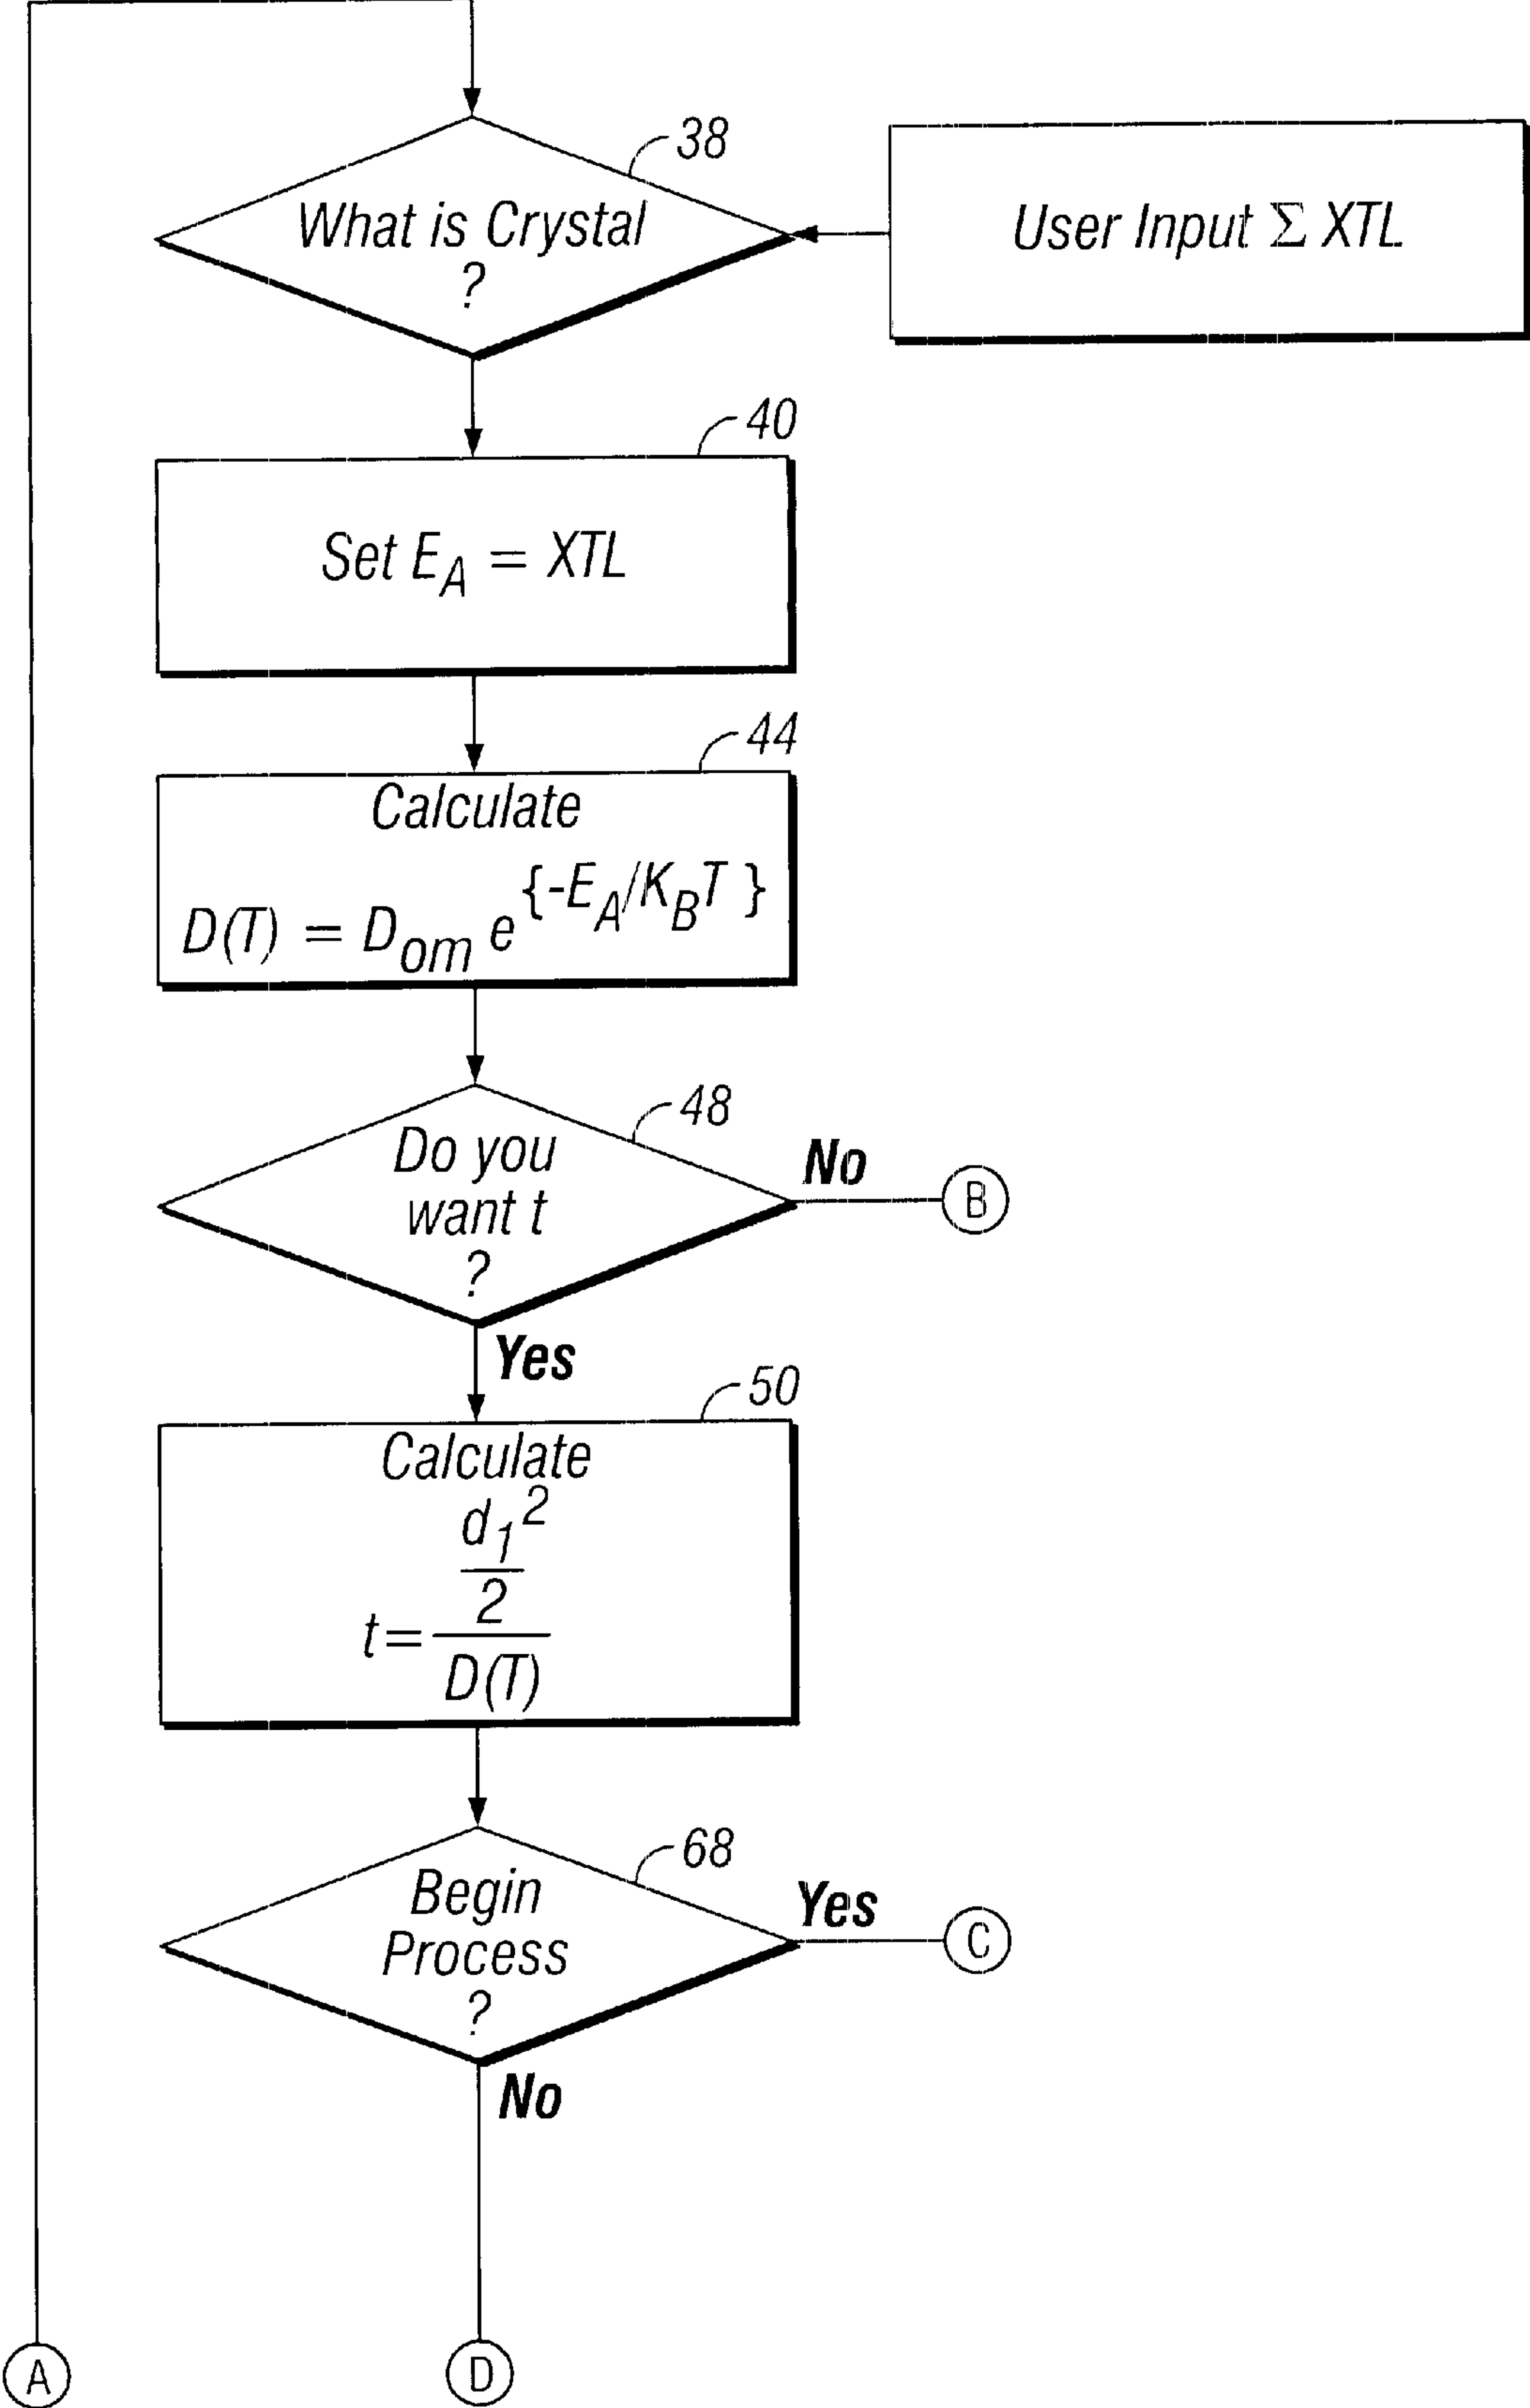 38
What is Crystal
?
User Input Σ XTL
40
Set E_A = XTL
44
Calculate
D(T) = D_om e^{-E_A/K_B T }
48
Do you
want t
?
No
B
Yes
50
Calculate
d_1^2
2
t=
D(T)
68
Begin
Process
?
Yes
C
No
A
D